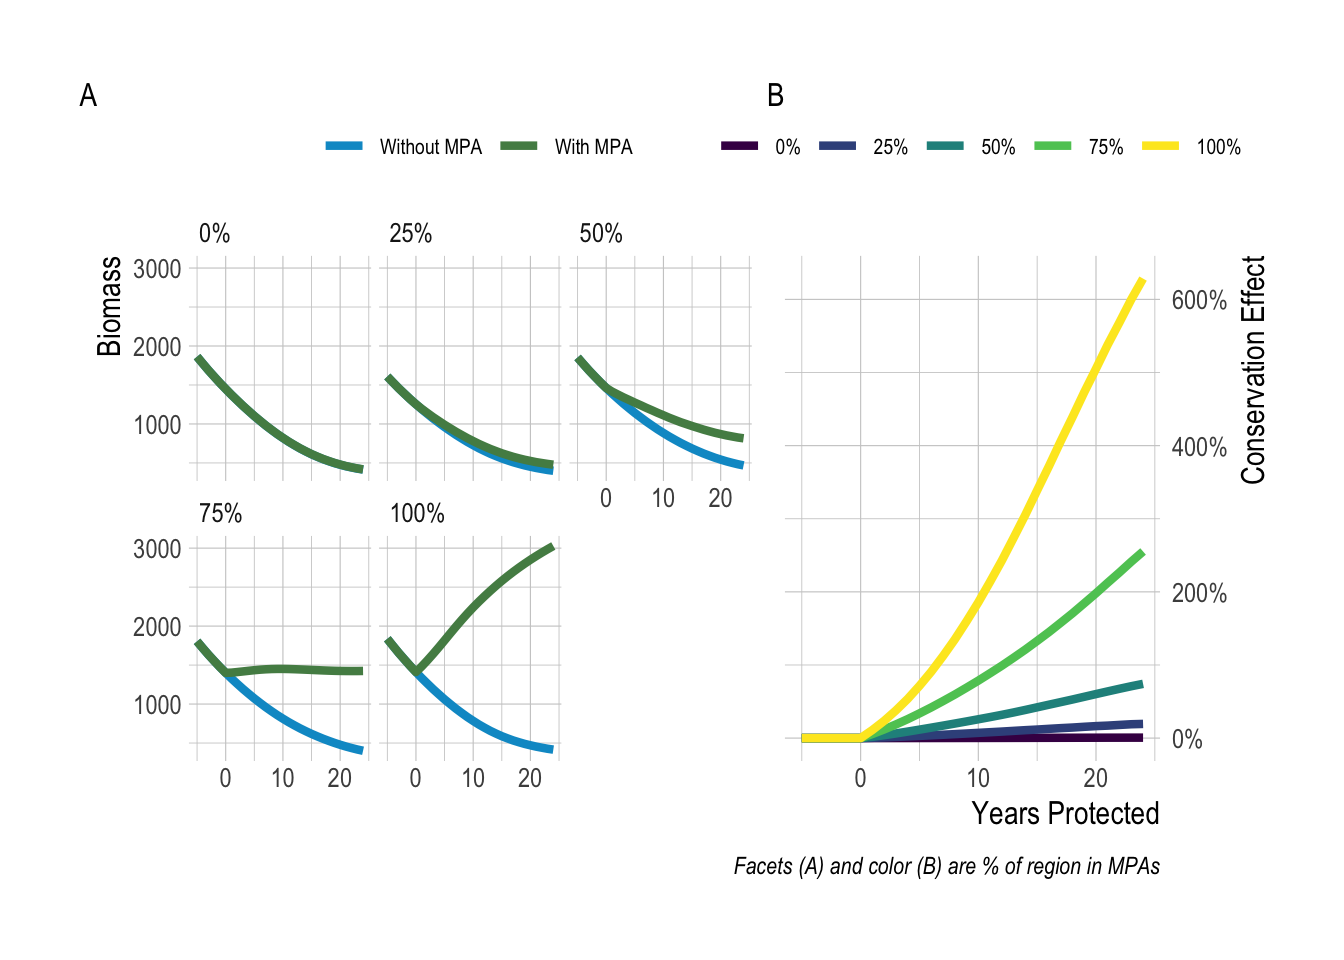 A
Without MPA With MPA
0% 25% 50%
Biomass
3000
2000
1000
0 10 20
75% 100%
3000
2000
1000
0 10 20 0 10 20
B
0% 25% 50% 75% 100%
600%
400%
200%
0%
Conservation Effect
0 10 20
Years Protected
Facets (A) and color (B) are % of region in MPAs